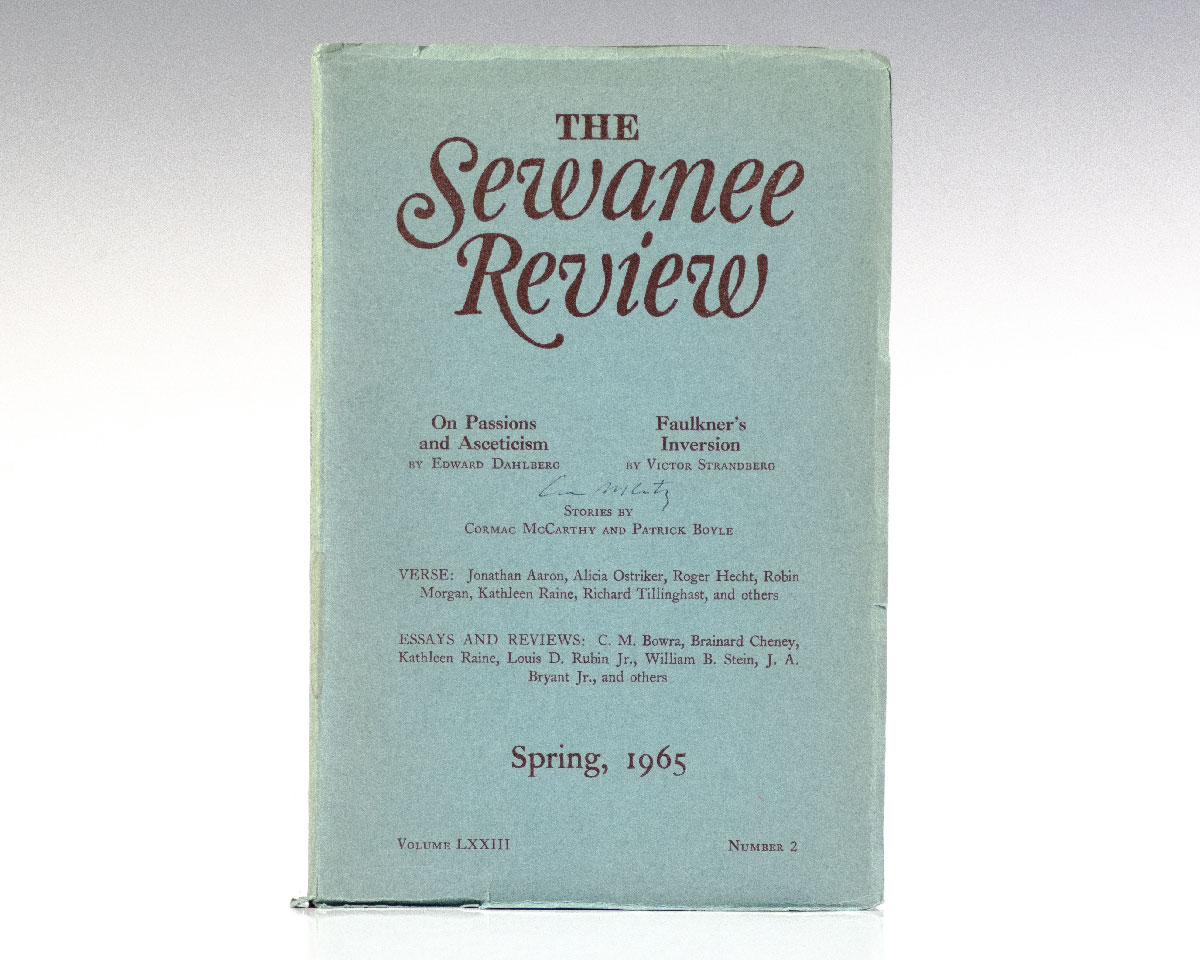 THE
Sewanee
Review
On Passions
and Asceticism
BY EDWARD DAHLBERG
Faulkner's
Inversion
BY VICTOR STRANDBERG
STORIES BY
CORMAC MCCARTHY AND PATRICK BOYLE
VERSE: Jonathan Aaron, Alicia Ostriker, Roger Hecht, Robin
Morgan, Kathleen Raine, Richard Tillinghast, and others
ESSAYS AND REVIEWS: C. M. Bowra, Brainard Cheney,
Kathleen Raine, Louis D. Rubin Jr., William B. Stein, J. A.
Bryant Jr., and others
Spring, 1965
VOLUME LXXIII
NUMBER 2